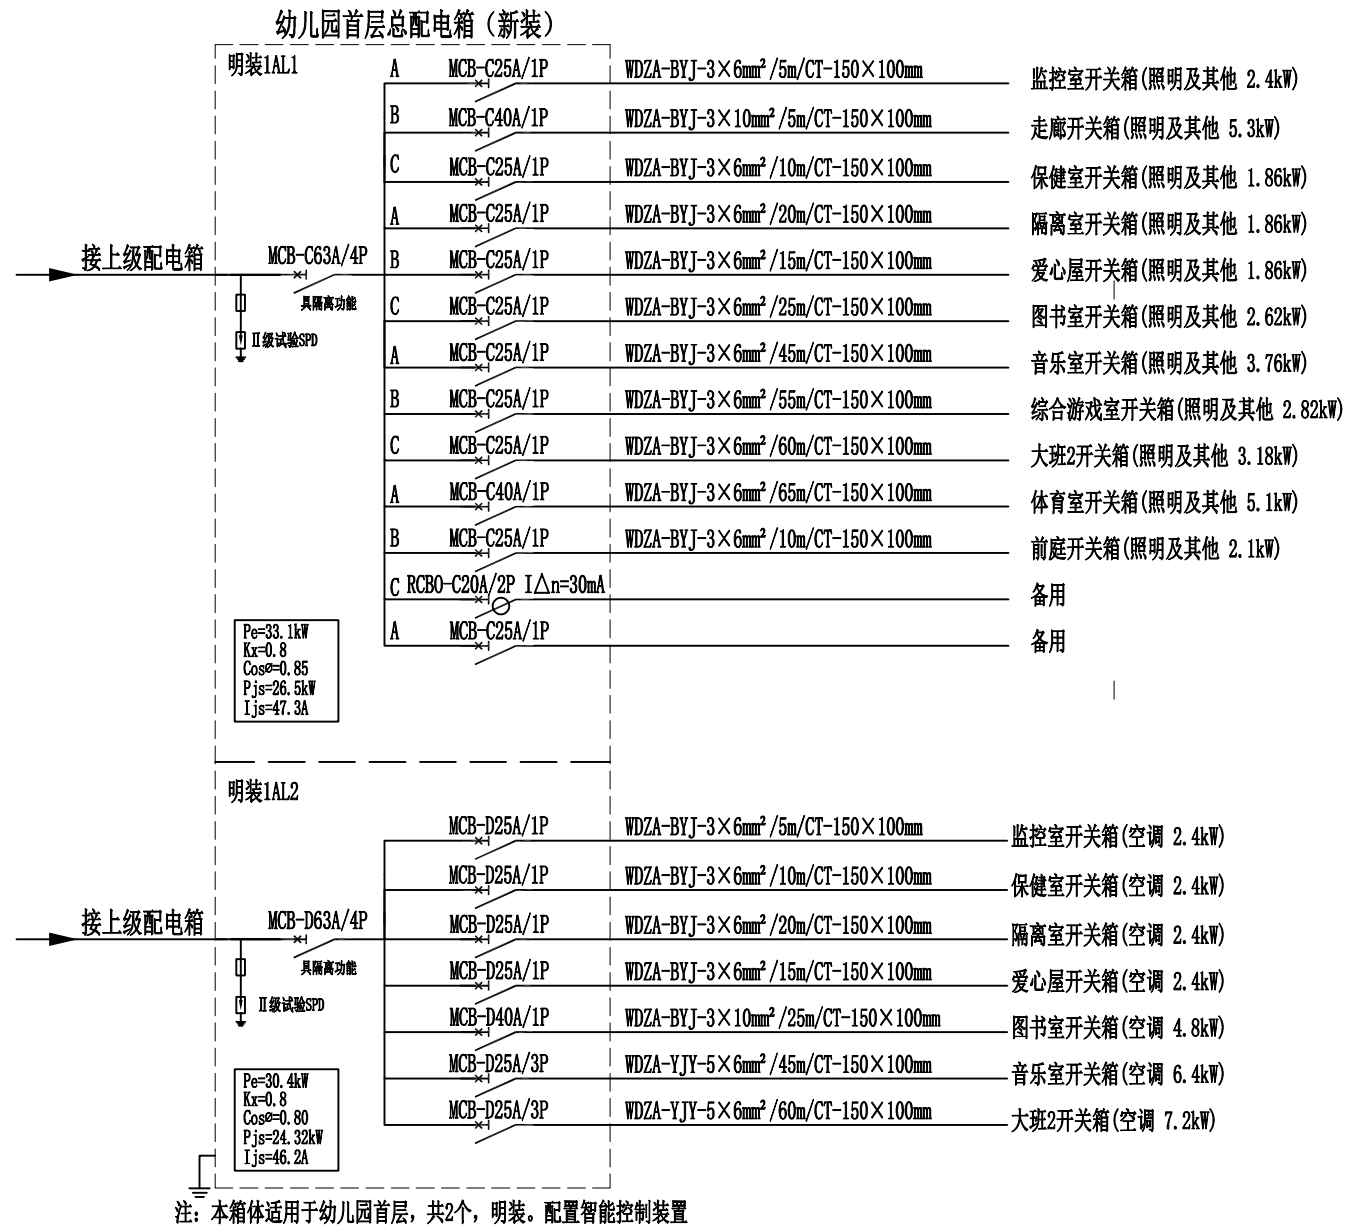 幼儿园首层总配电箱（新装）
明装1AL1
A MCB-C25A/1P WDZA-BYJ-3×6mm²/5m/CT-150×100mm 监控室开关箱(照明及其他 2.4kW)
B MCB-C40A/1P WDZA-BYJ-3×10mm²/5m/CT-150×100mm 走廊开关箱(照明及其他 5.3kW)
C MCB-C25A/1P WDZA-BYJ-3×6mm²/10m/CT-150×100mm 保健室开关箱(照明及其他 1.86kW)
A MCB-C25A/1P WDZA-BYJ-3×6mm²/20m/CT-150×100mm 隔离室开关箱(照明及其他 1.86kW)
接上级配电箱 MCB-C63A/4P B MCB-C25A/1P WDZA-BYJ-3×6mm²/15m/CT-150×100mm 爱心屋开关箱(照明及其他 1.86kW)
具隔离功能
C MCB-C25A/1P WDZA-BYJ-3×6mm²/25m/CT-150×100mm 图书室开关箱(照明及其他 2.62kW)
Ⅱ级试验SPD
A MCB-C25A/1P WDZA-BYJ-3×6mm²/45m/CT-150×100mm 音乐室开关箱(照明及其他 3.76kW)
B MCB-C25A/1P WDZA-BYJ-3×6mm²/55m/CT-150×100mm 综合游戏室开关箱(照明及其他 2.82kW)
C MCB-C25A/1P WDZA-BYJ-3×6mm²/60m/CT-150×100mm 大班2开关箱(照明及其他 3.18kW)
A MCB-C40A/1P WDZA-BYJ-3×6mm²/65m/CT-150×100mm 体育室开关箱(照明及其他 5.1kW)
B MCB-C25A/1P WDZA-BYJ-3×6mm²/10m/CT-150×100mm 前庭开关箱(照明及其他 2.1kW)
C RCBO-C20A/2P I△n=30mA 备用
A MCB-C25A/1P 备用
Pe=33.1kW
Kx=0.8
Cosø=0.85
Pjs=26.5kW
Ijs=47.3A
明装1AL2
MCB-D25A/1P WDZA-BYJ-3×6mm²/5m/CT-150×100mm 监控室开关箱(空调 2.4kW)
MCB-D25A/1P WDZA-BYJ-3×6mm²/10m/CT-150×100mm 保健室开关箱(空调 2.4kW)
接上级配电箱 MCB-D63A/4P MCB-D25A/1P WDZA-BYJ-3×6mm²/20m/CT-150×100mm 隔离室开关箱(空调 2.4kW)
具隔离功能
MCB-D25A/1P WDZA-BYJ-3×6mm²/15m/CT-150×100mm 爱心屋开关箱(空调 2.4kW)
Ⅱ级试验SPD
MCB-D40A/1P WDZA-BYJ-3×10mm²/25m/CT-150×100mm 图书室开关箱(空调 4.8kW)
MCB-D25A/3P WDZA-YJY-5×6mm²/45m/CT-150×100mm 音乐室开关箱(空调 6.4kW)
MCB-D25A/3P WDZA-YJY-5×6mm²/60m/CT-150×100mm 大班2开关箱(空调 7.2kW)
Pe=30.4kW
Kx=0.8
Cosø=0.80
Pjs=24.32kW
Ijs=46.2A
注：本箱体适用于幼儿园首层，共2个，明装。配置智能控制装置